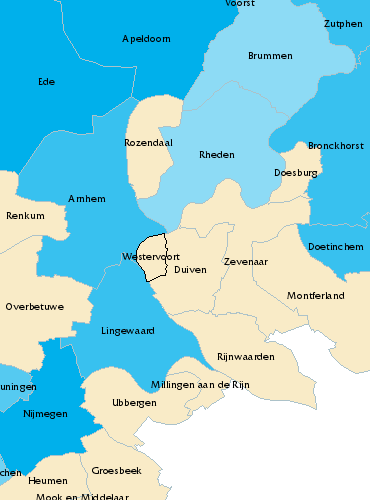 Voorst
Zutphen
Apeldoorn
Brummen
Ede
Rozendaal
Bronckhorst
Rheden
Doesburg
Arnhem
Renkum
Doetinchem
Westervoort
Zevenaar
Duiven
Montferland
Overbetuwe
Lingewaard
Rijnwaarden
uningen
Millingen aan de Rijn
Ubbergen
Nijmegen
Groesbeek
chen
Heumen
Mook en Middelaar